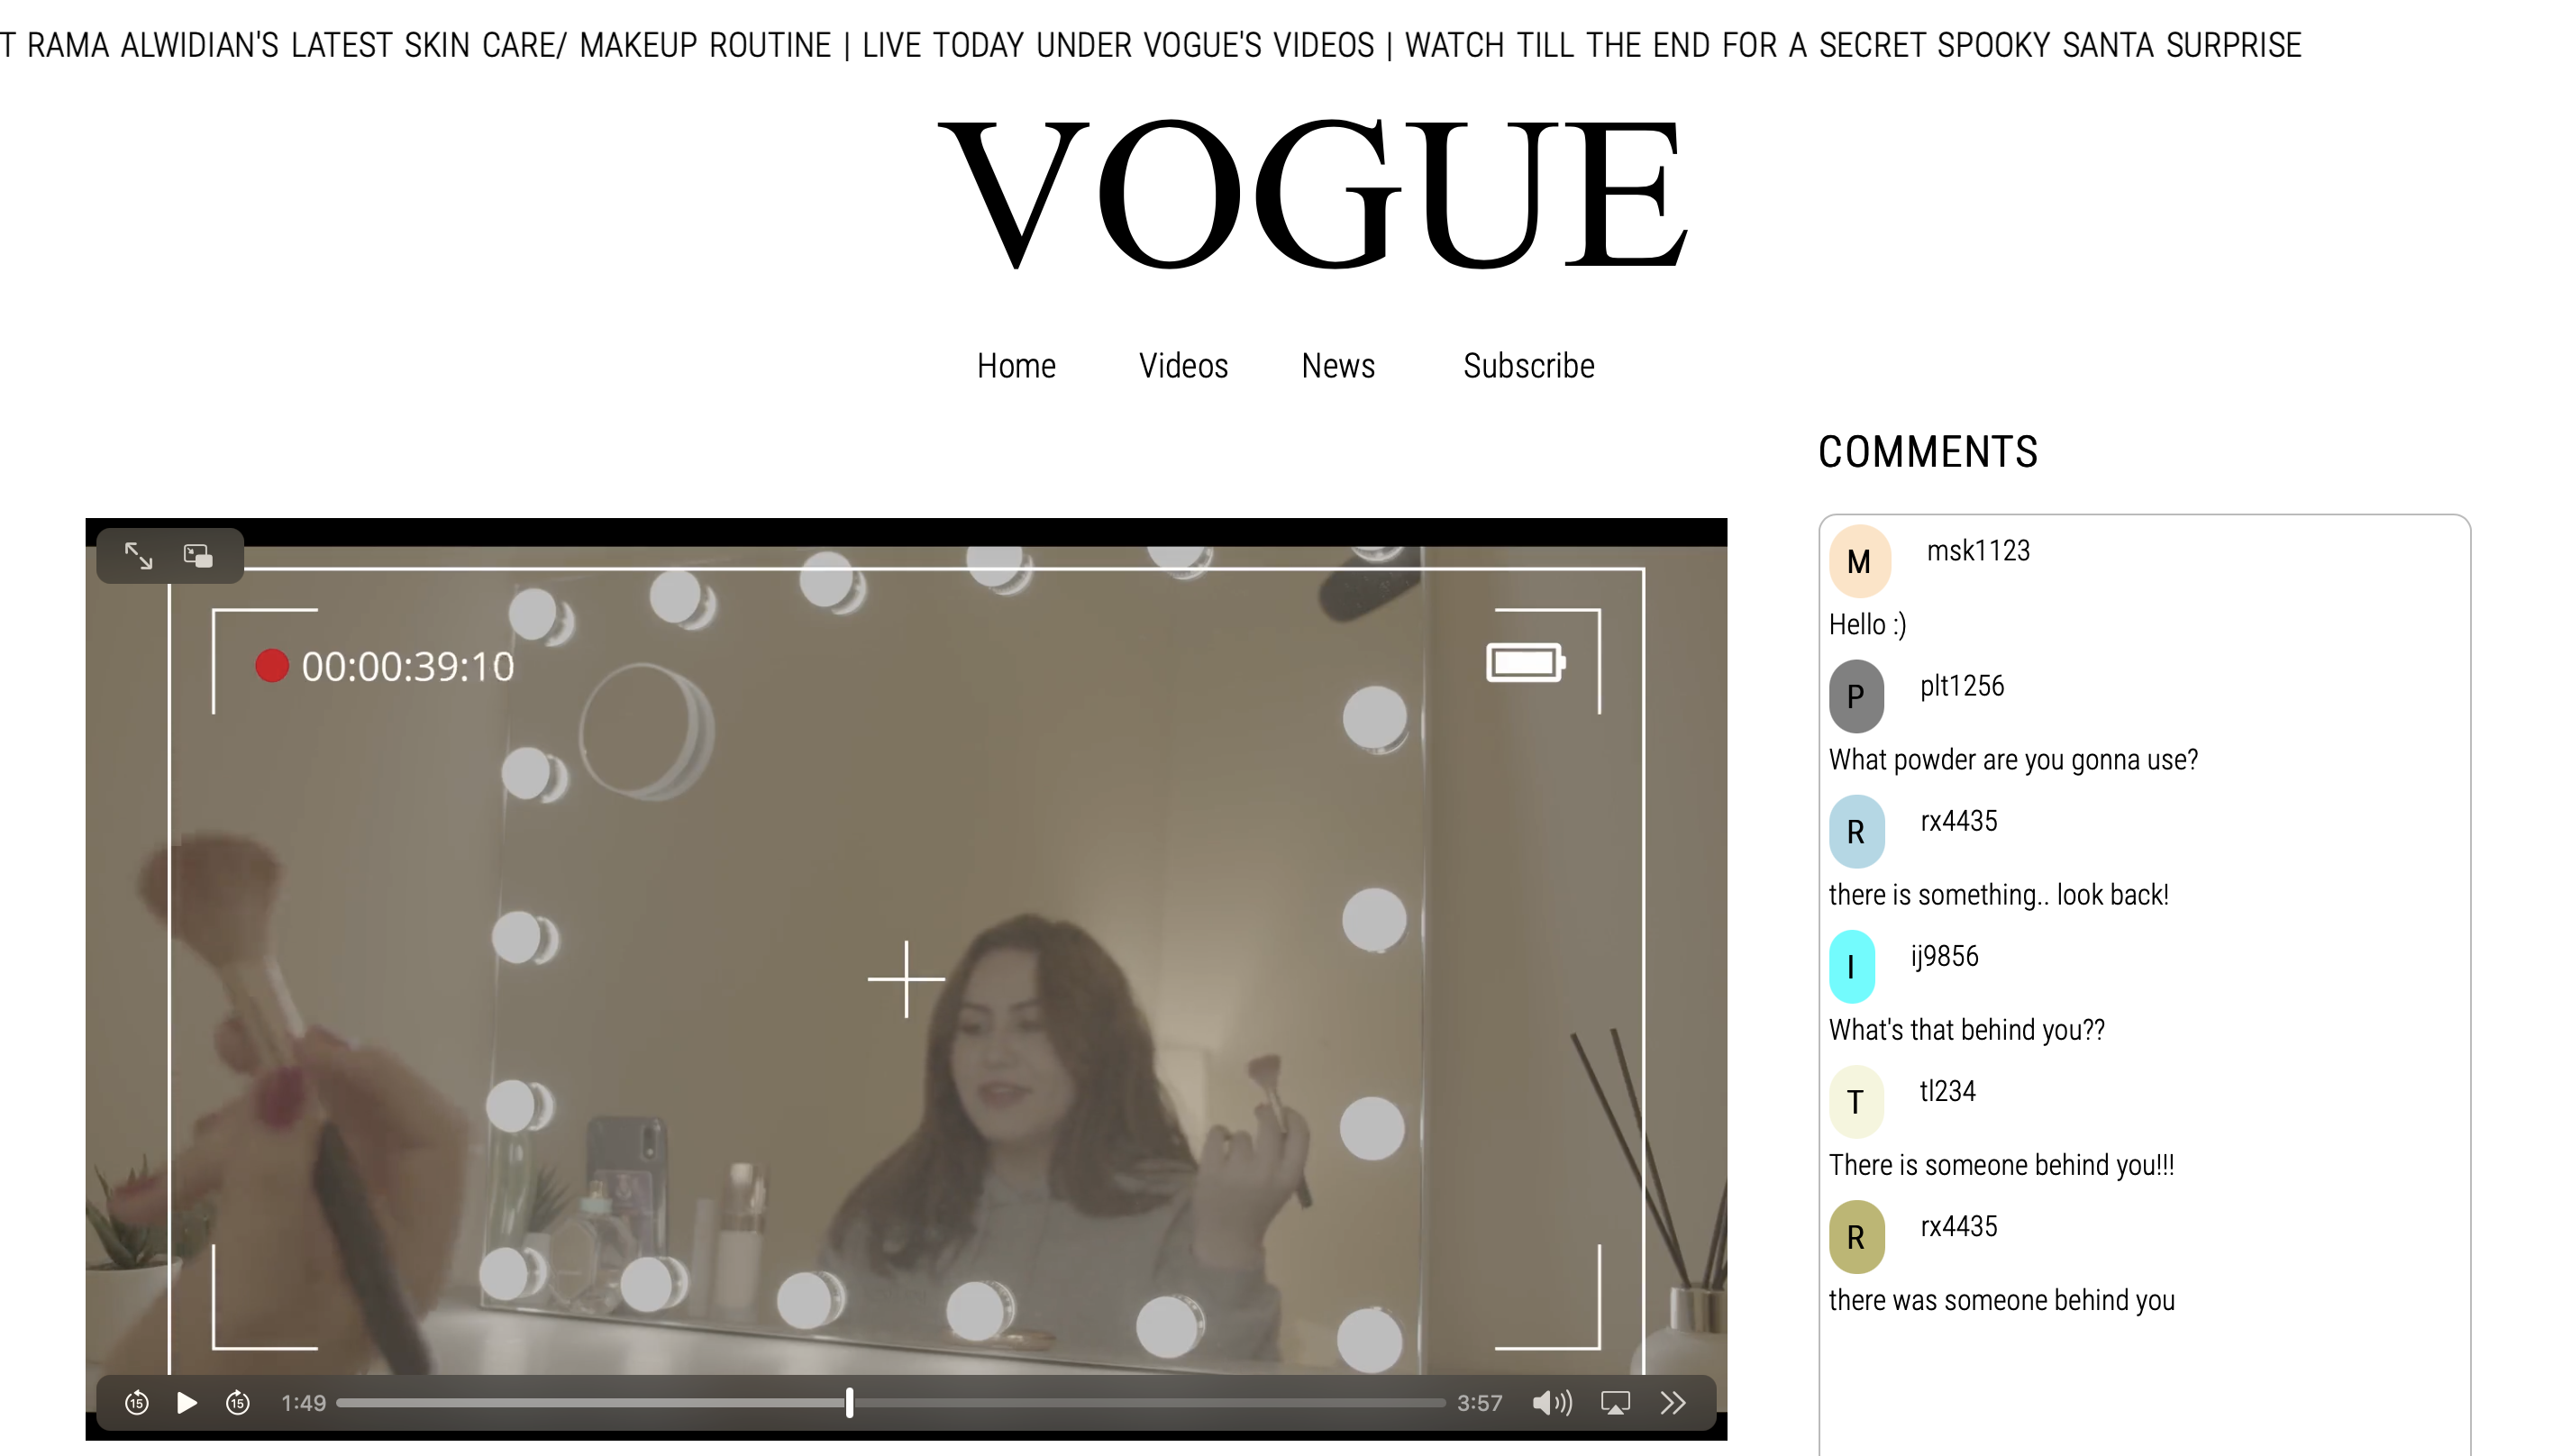 T RAMA ALWIDIAN'S LATEST SKIN CARE/ MAKEUP ROUTINE | LIVE TODAY UNDER VOGUE'S VIDEOS | WATCH TILL THE END FOR A SECRET SPOOKY SANTA SURPRISE
VOGUE
Home Videos News Subscribe
COMMENTS
00:00:39:10
15 15 1:49 3:57
M msk1123
Hello :)
P plt1256
What powder are you gonna use?
R rx4435
there is something.. look back!
I ij9856
What's that behind you??
T tl234
There is someone behind you!!!
R rx4435
there was someone behind you